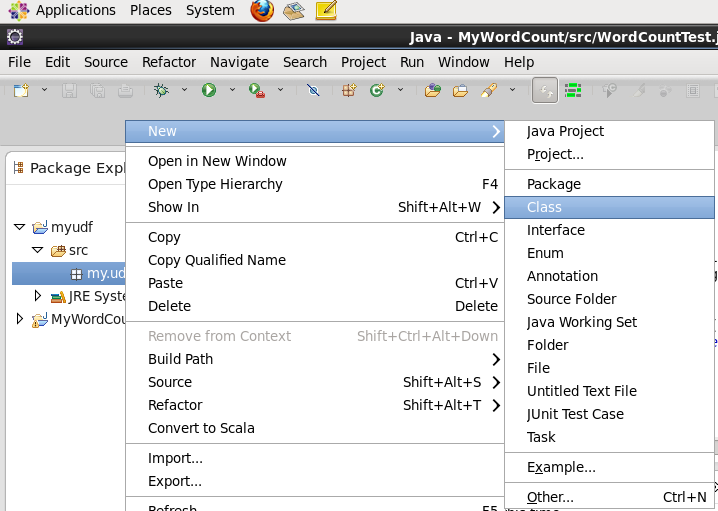 Applications Places System
Java - MyWordCount/src/WordCountTest.j
File Edit Source Refactor Navigate Search Project Run Window Help
Package Expl
myudf
src
my.ud
JRE Syste
MyWordCou
New
Open in New Window
Open Type Hierarchy F4
Show In Shift+Alt+W
Copy Ctrl+C
Copy Qualified Name
Paste Ctrl+V
Delete Delete
Remove from Context Shift+Ctrl+Alt+Down
Build Path
Source Shift+Alt+S
Refactor Shift+Alt+T
Convert to Scala
Import...
Export...
Refresh F5
Java Project
Project...
Package
Class
Interface
Enum
Annotation
Source Folder
Java Working Set
Folder
File
Untitled Text File
JUnit Test Case
Task
Example...
Other... Ctrl+N